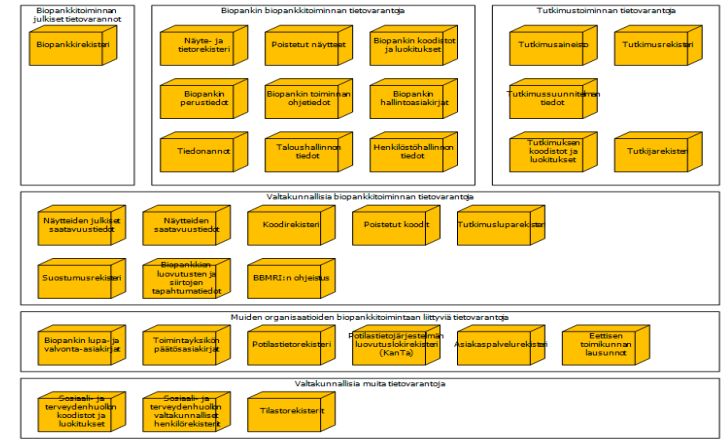 Biopankkitoiminnan
julkiset tietovarannot
Biopankkirekisteri
Biopankin biopankkitoiminnan tietovarantoja
Näyte- ja
tietorekisteri
Poistetut näytteet
Biopankin koodistot
ja luokitukset
Biopankin
perustiedot
Biopankin toiminnan
ohjetiedot
Biopankin
hallintoasiakirjat
Tiedonannot
Taloushallinnon
tiedot
Henkilöstöhallinnon
tiedot
Tutkimustoiminnan tietovarantoja
Tutkimusaineisto
Tutkimusrekisteri
Tutkimussuunnitelman
tiedot
Tutkimuksen
koodistot ja
luokitukset
Tutkijarekisteri
Valtakunnallisia biopankkitoiminnan tietovarantoja
Näytteiden julkiset
saatavuustiedot
Näytteiden
saatavuustiedot
Koodirekisteri
Poistetut koodit
Tutkimusluparekisteri
Suostumusrekisteri
Biopankkien
luovutusten ja
siirtojen
tapahtumatiedot
BBMRI:n ohjeistus
Muiden organisaatioiden biopankkitoimintaan liittyviä tietovarantoja
Biopankin lupa- ja
valvonta-asiakirjat
Toimintayksikön
päätösasiakirjat
Potilastietorekisteri
Potilastietojärjestelmän
luovutuslokirekisteri
(KanTa)
Asiakaspalvelurekisteri
Eettisen
toimikunnan
lausunnot
Valtakunnallisia muita tietovarantoja
Sosiaali- ja
terveydenhuollon
koodistot ja
luokitukset
Sosiaali- ja
terveydenhuollon
valtakunnalliset
henkilörekisterit
Tilastorekisterit